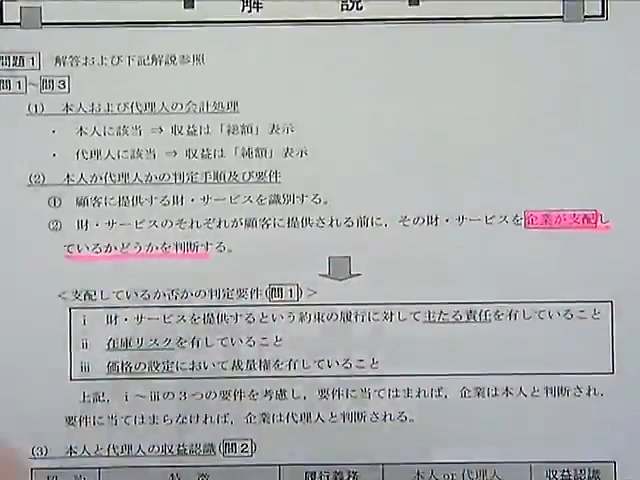 解 説
問題1 解答および下記解説参照
問1～問3
(1) 本人および代理人の会計処理
・ 本人に該当 ⇒ 収益は「総額」表示
・ 代理人に該当 ⇒ 収益は「純額」表示
(2) 本人か代理人かの判定手順及び要件
① 顧客に提供する財・サービスを識別する。
② 財・サービスのそれぞれが顧客に提供される前に，その財・サービスを企業が支配し
ているかどうかを判断する。
＜支配しているか否かの判定要件(問1)＞
ⅰ 財・サービスを提供するという約束の履行に対して主たる責任を有していること
ⅱ 在庫リスクを有していること
ⅲ 価格の設定において裁量権を有していること
上記，ⅰ～ⅲの3つの要件を考慮し，要件に当てはまれば，企業は本人と判断され，
要件に当てはまらなければ，企業は代理人と判断される。
(3) 本人と代理人の収益認識(問2)
特 徴 履行義務 本人or代理人 収益認識